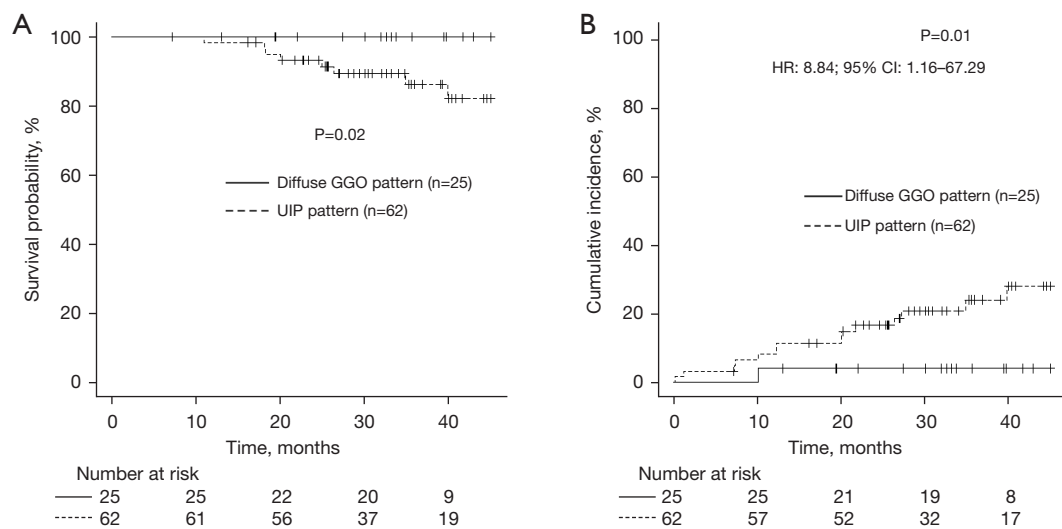 A
100
80
60
40
20
0
Survival probability, %
P=0.02
Diffuse GGO pattern (n=25)
UIP pattern (n=62)
0 10 20 30 40
Time, months
Number at risk
25 25 22 20 9
62 61 56 37 19
B
100
80
60
40
20
0
Cumulative incidence, %
P=0.01
HR: 8.84; 95% CI: 1.16–67.29
Diffuse GGO pattern (n=25)
UIP pattern (n=62)
0 10 20 30 40
Time, months
Number at risk
25 25 21 19 8
62 57 52 32 17